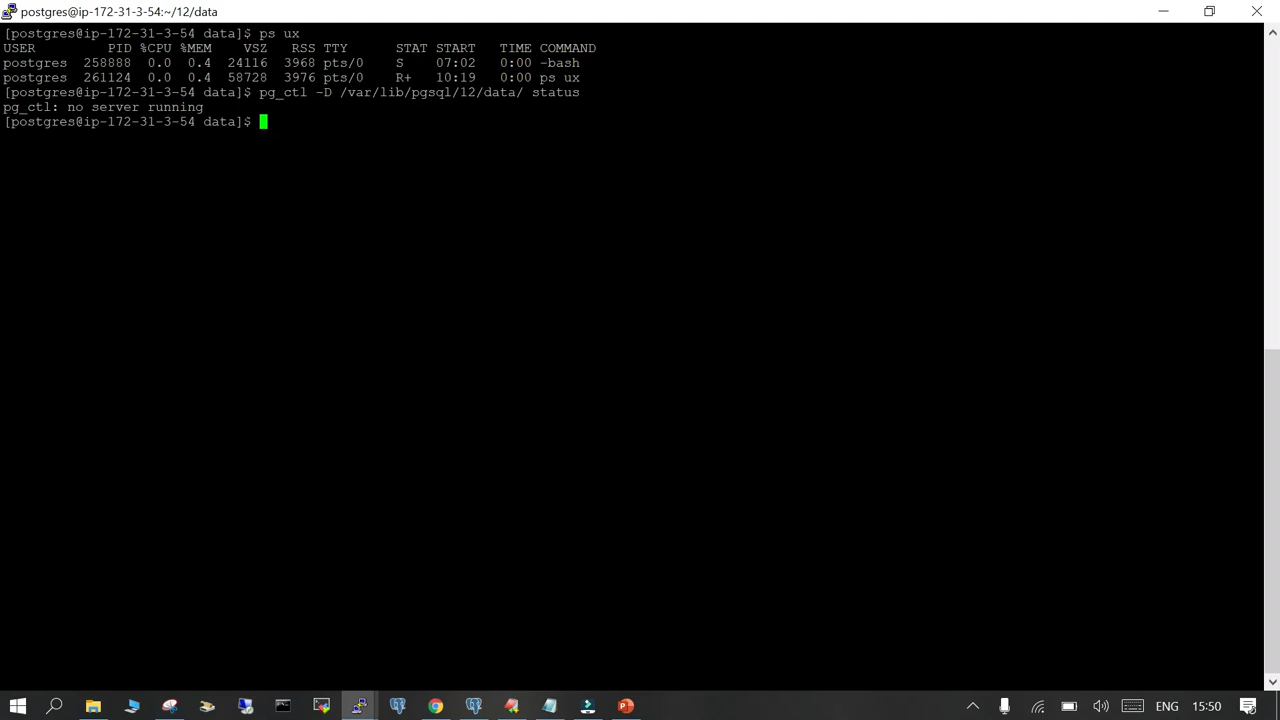 postgres@ip-172-31-3-54:~/12/data
[postgres@ip-172-31-3-54 data]$ ps ux
USER PID %CPU %MEM VSZ RSS TTY STAT START TIME COMMAND
postgres 258888 0.0 0.4 24116 3968 pts/0 S 07:02 0:00 -bash
postgres 261124 0.0 0.4 58728 3976 pts/0 R+ 10:19 0:00 ps ux
[postgres@ip-172-31-3-54 data]$ pg_ctl -D /var/lib/pgsql/12/data/ status
pg_ctl: no server running
[postgres@ip-172-31-3-54 data]$
ENG 15:50